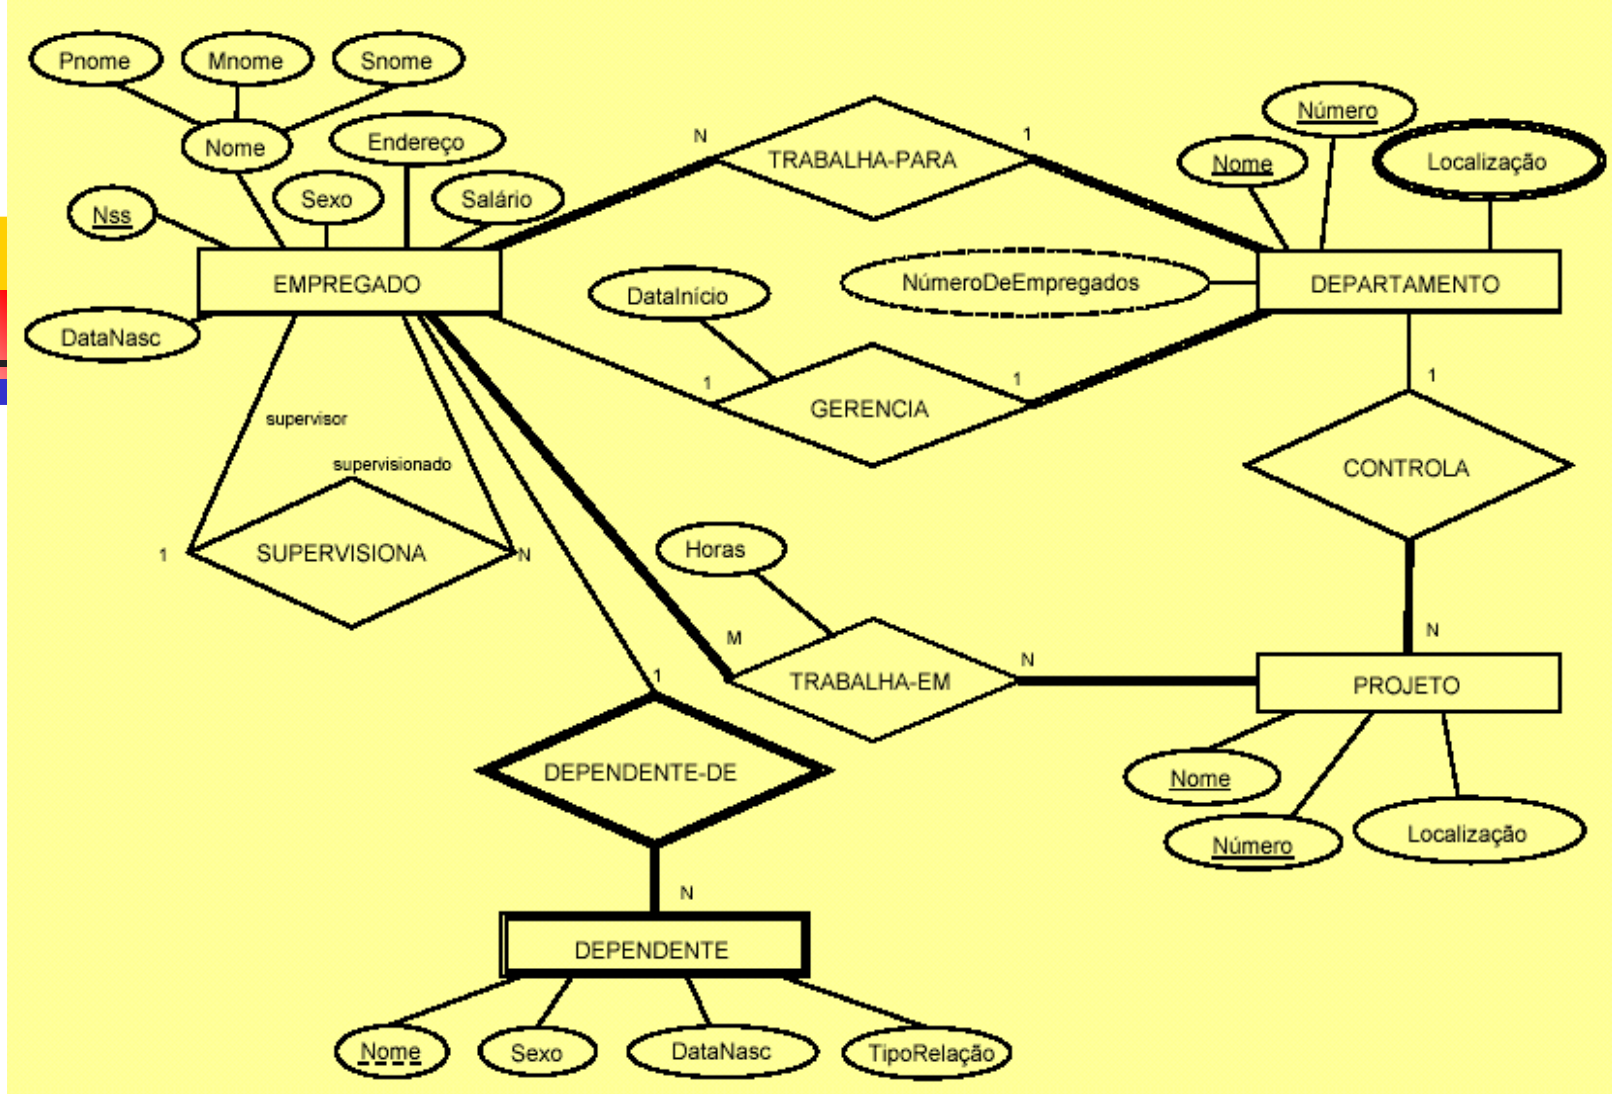 Pnome
Mnome
Snome
Nome
Endereço
Nss
Sexo
Salário
EMPREGADO
DataNasc
N
TRABALHA-PARA
1
Número
Nome
Localização
NúmeroDeEmpregados
DEPARTAMENTO
DataInício
1
GERENCIA
1
1
CONTROLA
N
supervisor
supervisionado
1
SUPERVISIONA
N
Horas
M
TRABALHA-EM
N
PROJETO
Nome
Número
Localização
1
DEPENDENTE-DE
N
DEPENDENTE
Nome
Sexo
DataNasc
TipoRelação